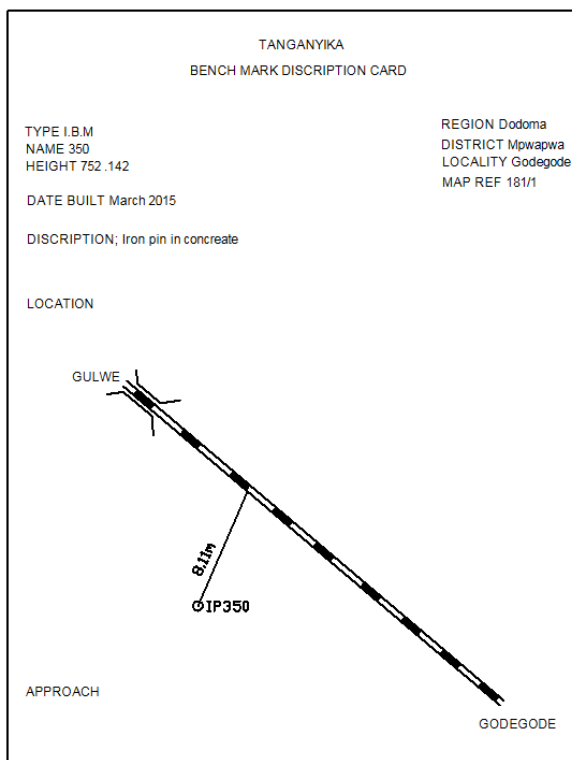 TANGANYIKA
BENCH MARK DISCRIPTION CARD
TYPE I.B.M
NAME 350
HEIGHT 752 .142
REGION Dodoma
DISTRICT Mpwapwa
LOCALITY Godegode
MAP REF 181/1
DATE BUILT March 2015
DISCRIPTION; Iron pin in concreate
LOCATION
GULWE
8.11m
IP350
APPROACH
GODEGODE